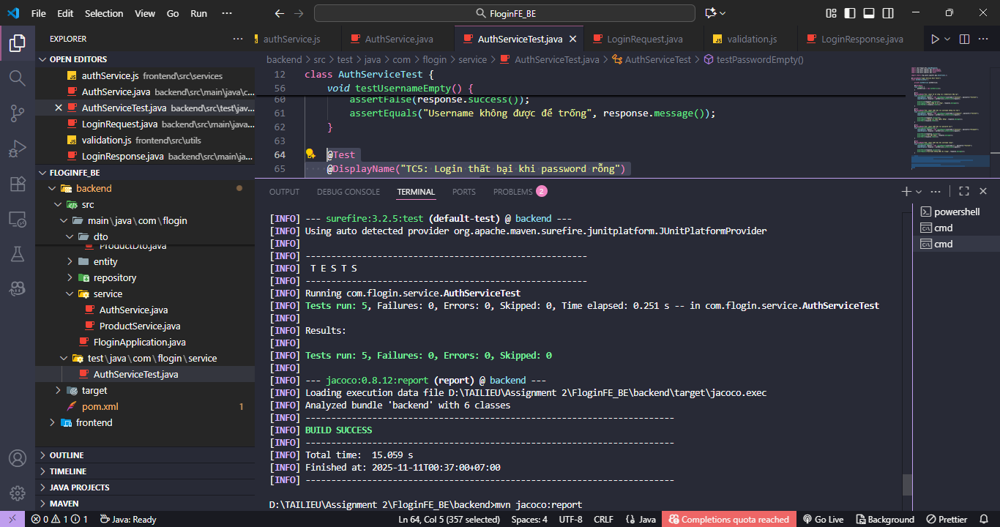 File Edit Selection View Go Run ··· FloginFE_BE
EXPLORER ···
OPEN EDITORS
JS authService.js frontend\src\services
AuthService.java backend\src\main\java\c...
AuthServiceTest.java backend\src\test\jav...
LoginRequest.java backend\src\main\java...
JS validation.js frontend\src\utils
LoginResponse.java backend\src\main\ja...
FLOGINFE_BE
backend
src
main\java\com\flogin
dto
ProductDto.java
entity
repository
service
AuthService.java
ProductService.java
FloginApplication.java
test\java\com\flogin\service
AuthServiceTest.java
target
pom.xml 1
frontend
OUTLINE
TIMELINE
JAVA PROJECTS
MAVEN
authService.js AuthService.java AuthServiceTest.java LoginRequest.java JS validation.js LoginResponse.java ···
backend > src > test > java > com > flogin > service > AuthServiceTest.java > AuthServiceTest > testPasswordEmpty()
12 class AuthServiceTest {
56 void testUsernameEmpty() {
60 assertFalse(response.success());
61 assertEquals("Username không được để trống", response.message());
62 }
63
64 @Test
65 @DisplayName("TC5: Login thất bại khi password rỗng")
OUTPUT DEBUG CONSOLE TERMINAL PORTS PROBLEMS 2
[INFO] --- surefire:3.2.5:test (default-test) @ backend ---
[INFO] Using auto detected provider org.apache.maven.surefire.junitplatform.JUnitPlatformProvider
[INFO]
[INFO] -------------------------------------------------------
[INFO]  T E S T S
[INFO] -------------------------------------------------------
[INFO] Running com.flogin.service.AuthServiceTest
[INFO] Tests run: 5, Failures: 0, Errors: 0, Skipped: 0, Time elapsed: 0.251 s -- in com.flogin.service.AuthServiceTest
[INFO]
[INFO] Results:
[INFO]
[INFO] Tests run: 5, Failures: 0, Errors: 0, Skipped: 0
[INFO]
[INFO] --- jacoco:0.8.12:report (report) @ backend ---
[INFO] Loading execution data file D:\TAILIEU\Assignment 2\FloginFE_BE\backend\target\jacoco.exec
[INFO] Analyzed bundle 'backend' with 6 classes
[INFO] ------------------------------------------------------------------------
[INFO] BUILD SUCCESS
[INFO] ------------------------------------------------------------------------
[INFO] Total time:  15.059 s
[INFO] Finished at: 2025-11-11T00:37:00+07:00
[INFO] ------------------------------------------------------------------------
D:\TAILIEU\Assignment 2\FloginFE_BE\backend>mvn jacoco:report
powershell
cmd
cmd
0 1 1 Java: Ready Ln 64, Col 5 (357 selected) Spaces: 4 UTF-8 CRLF {} Java Completions quota reached Go Live Background Prettier